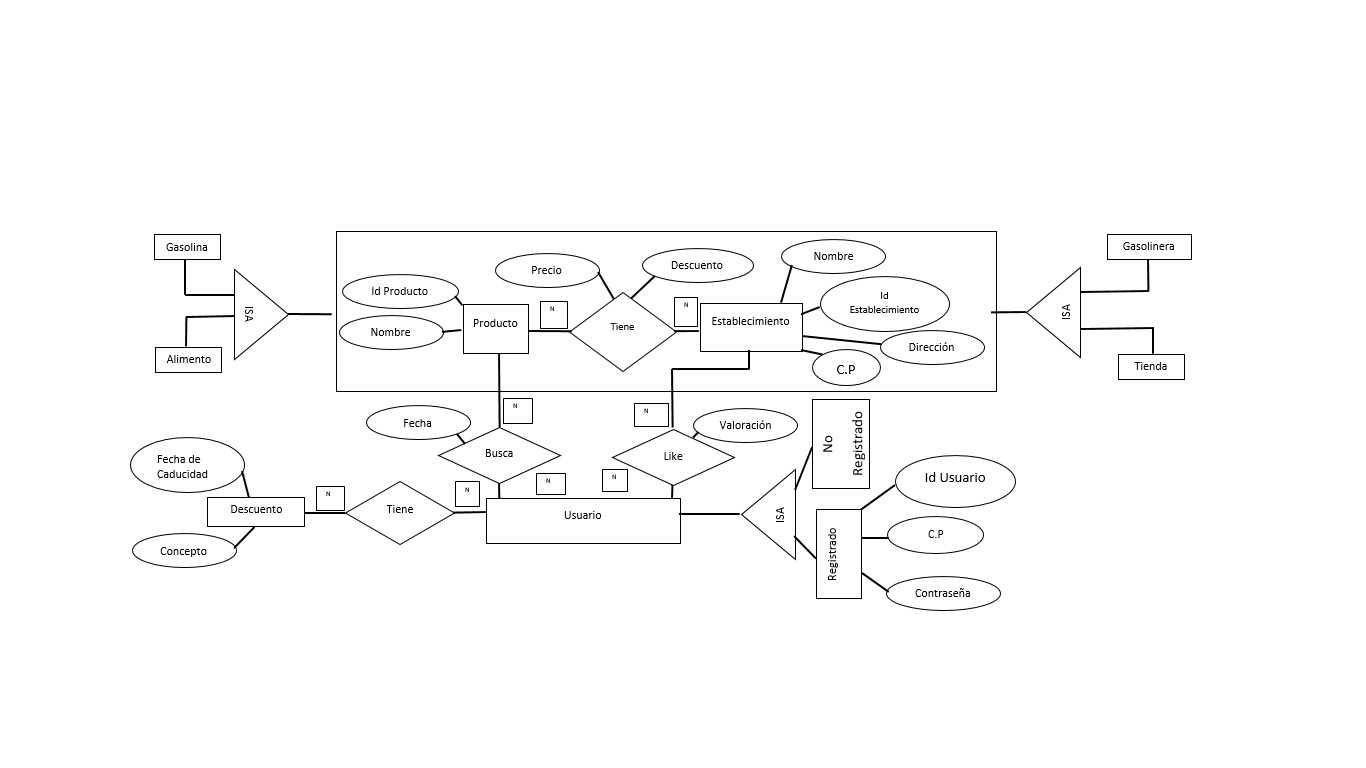 Gasolina
Gasolinera
Nombre
Precio
Descuento
Id Producto
Id
Establecimiento
N
N
ISA
ISA
Producto
Tiene
Establecimiento
Nombre
Dirección
Alimento
C.P
Tienda
N
N
Fecha
Valoración
No
Registrado
Busca
Like
Fecha de
Caducidad
N
N
N
N
Id Usuario
Descuento
Tiene
Usuario
ISA
C.P
Concepto
Registrado
Contraseña